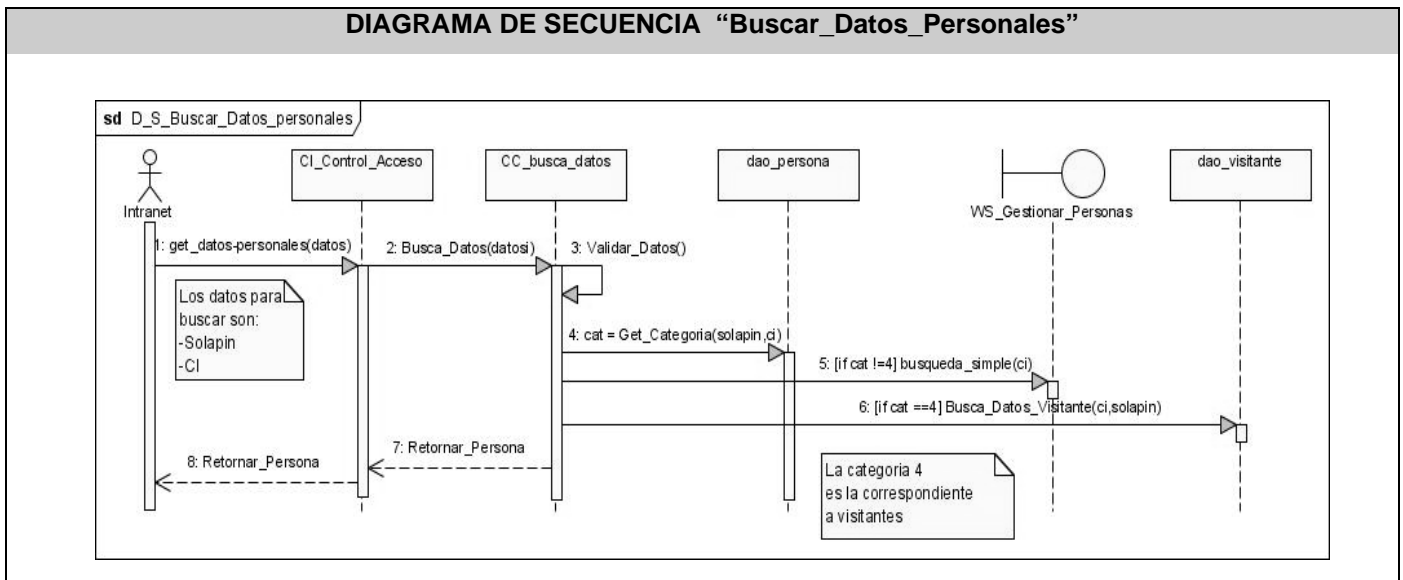 DIAGRAMA DE SECUENCIA “Buscar_Datos_Personales”
sd D_S_Buscar_Datos_personales
CI_Control_Acceso
CC_busca_datos
dao_persona
dao_visitante
Intranet
WS_Gestionar_Personas
1: get_datos-personales(datos)
2: Busca_Datos(datosi)
3: Validar_Datos()
Los datos para
buscar son:
-Solapin
-CI
4: cat = Get_Categoria(solapin,ci)
5: [if cat !=4] busqueda_simple(ci)
6: [if cat ==4] Busca_Datos_Visitante(ci,solapin)
7: Retornar_Persona
8: Retornar_Persona
La categoria 4
es la correspondiente
a visitantes